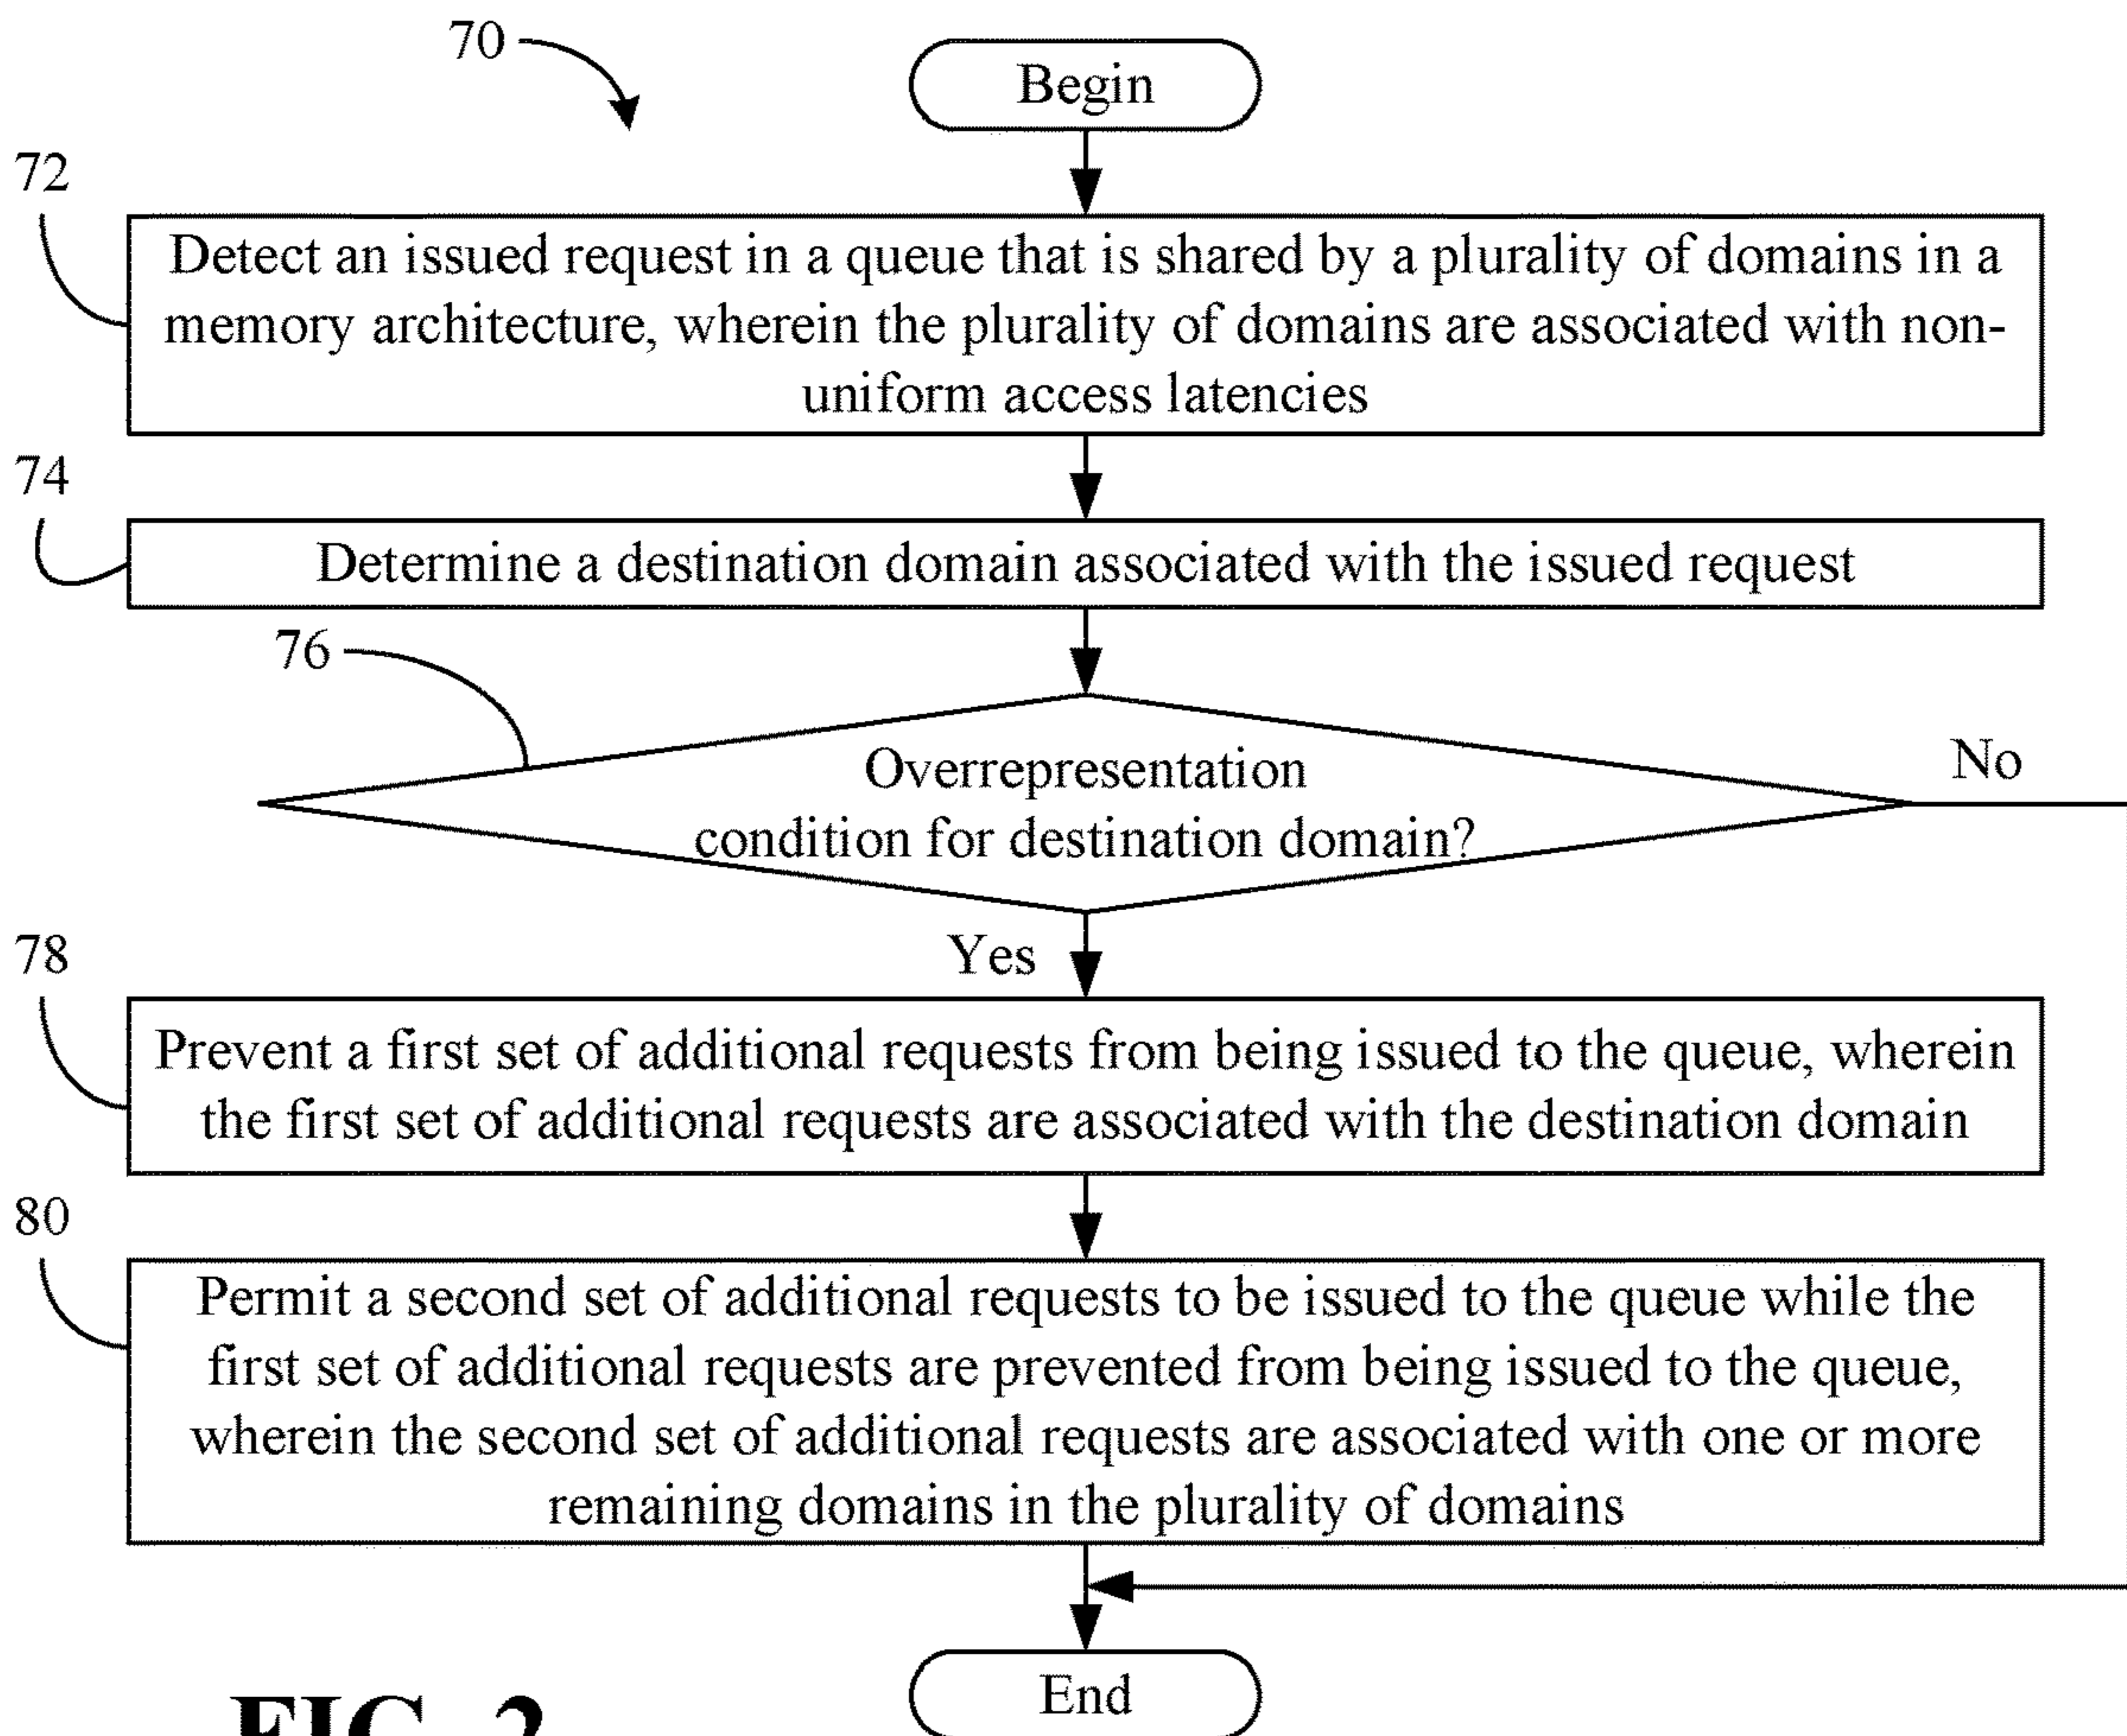 70
Begin
72
Detect an issued request in a queue that is shared by a plurality of domains in a
memory architecture, wherein the plurality of domains are associated with non-
uniform access latencies
74
Determine a destination domain associated with the issued request
76
Overrepresentation
condition for destination domain?
No
Yes
78
Prevent a first set of additional requests from being issued to the queue, wherein
the first set of additional requests are associated with the destination domain
80
Permit a second set of additional requests to be issued to the queue while the
first set of additional requests are prevented from being issued to the queue,
wherein the second set of additional requests are associated with one or more
remaining domains in the plurality of domains
End
FIG. 2